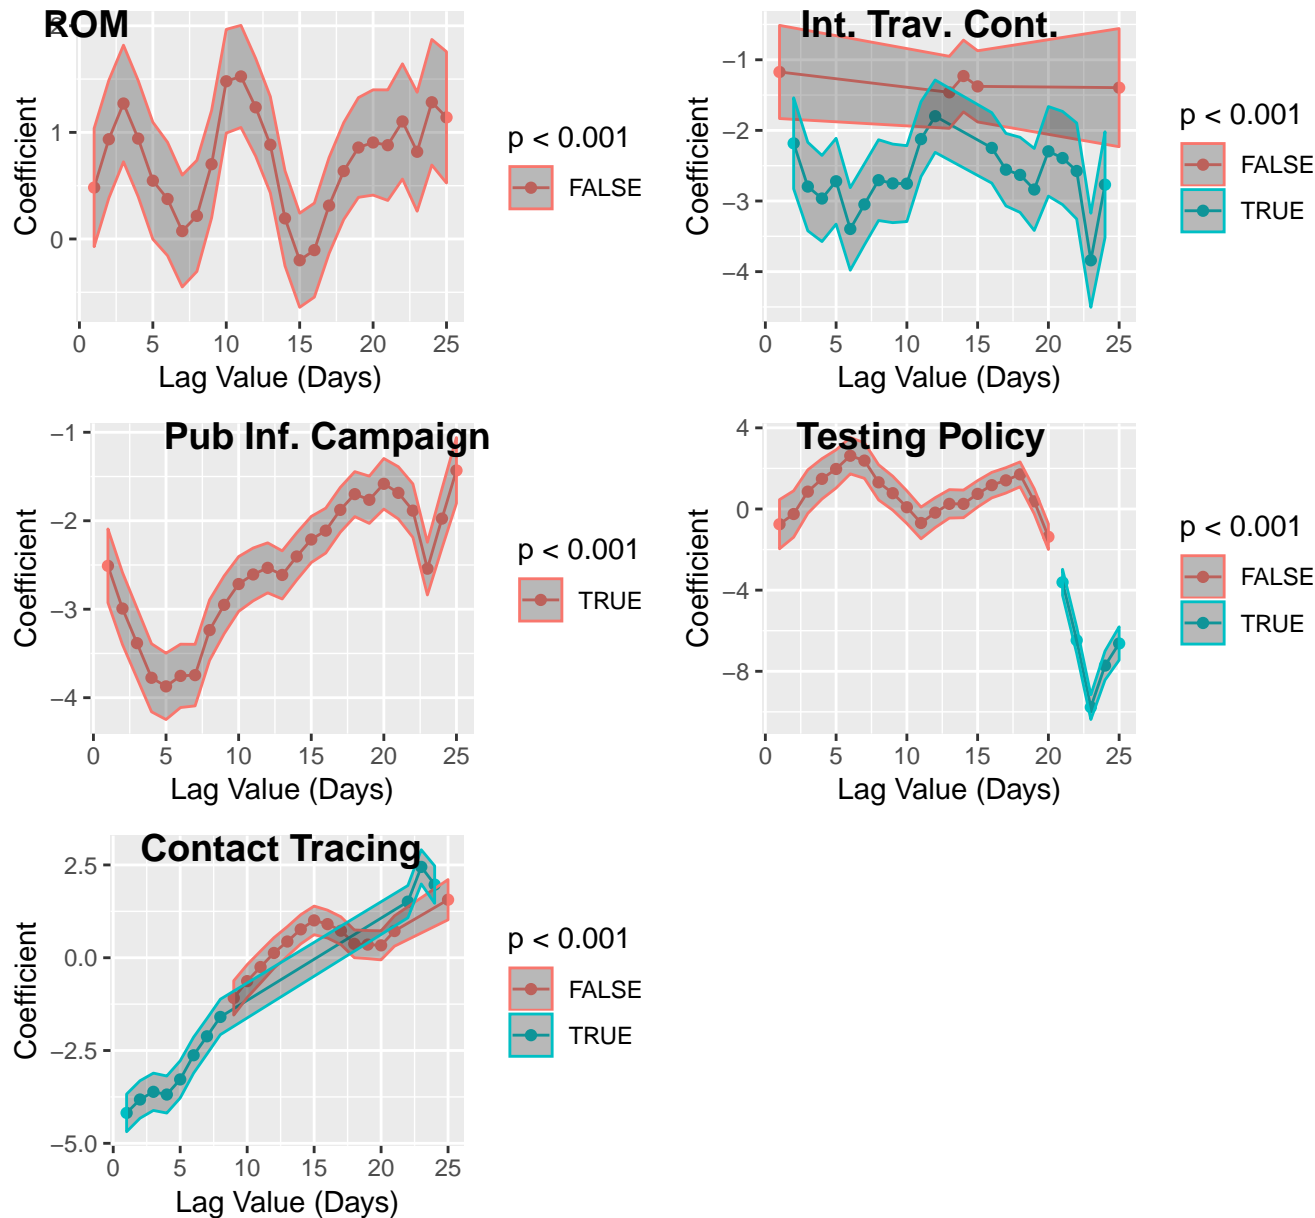 ROM
Coefficient
2
1
0
0 5 10 15 20 25
Lag Value (Days)
p < 0.001
FALSE
Int. Trav. Cont.
Coefficient
−1
−2
−3
−4
0 5 10 15 20 25
Lag Value (Days)
p < 0.001
FALSE
TRUE
Pub Inf. Campaign
Coefficient
−1
−2
−3
−4
0 5 10 15 20 25
Lag Value (Days)
p < 0.001
TRUE
Testing Policy
Coefficient
4
0
−4
−8
0 5 10 15 20 25
Lag Value (Days)
p < 0.001
FALSE
TRUE
Contact Tracing
Coefficient
2.5
0.0
−2.5
−5.0
0 5 10 15 20 25
Lag Value (Days)
p < 0.001
FALSE
TRUE